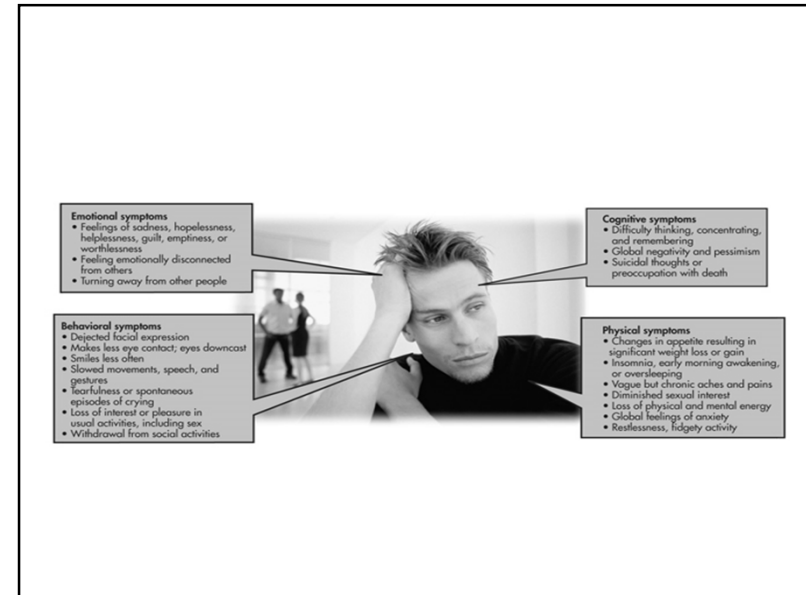 Emotional symptoms
• Feelings of sadness, hopelessness,
helplessness, guilt, emptiness, or
worthlessness
• Feeling emotionally disconnected
from others
• Turning away from other people
Behavioral symptoms
• Dejected facial expression
• Makes less eye contact; eyes downcast
• Smiles less often
• Slowed movements, speech, and
gestures
• Tearfulness or spontaneous
episodes of crying
• Loss of interest or pleasure in
usual activities, including sex
• Withdrawal from social activities
Cognitive symptoms
• Difficulty thinking, concentrating,
and remembering
• Global negativity and pessimism
• Suicidal thoughts or
preoccupation with death
Physical symptoms
• Changes in appetite resulting in
significant weight loss or gain
• Insomnia, early morning awakening,
or oversleeping
• Vague but chronic aches and pains
• Diminished sexual interest
• Loss of physical and mental energy
• Global feelings of anxiety
• Restlessness, fidgety activity